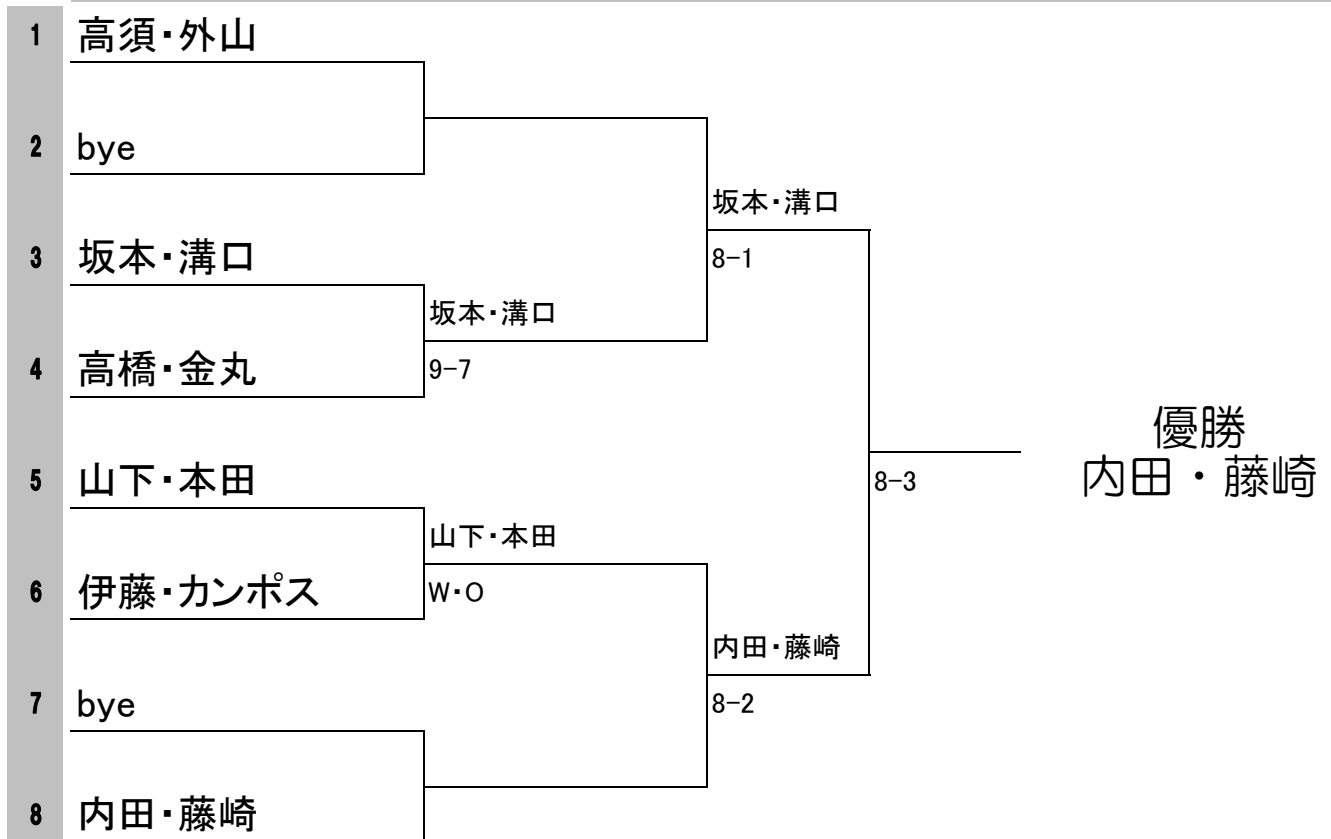 1 高須・外山
2 bye
坂本・溝口
3 坂本・溝口
8-1
坂本・溝口
4 高橋・金丸
9-7
優勝
内田・藤崎
5 山下・本田
8-3
山下・本田
6 伊藤・カンポス
W・O
内田・藤崎
7 bye
8-2
8 内田・藤崎